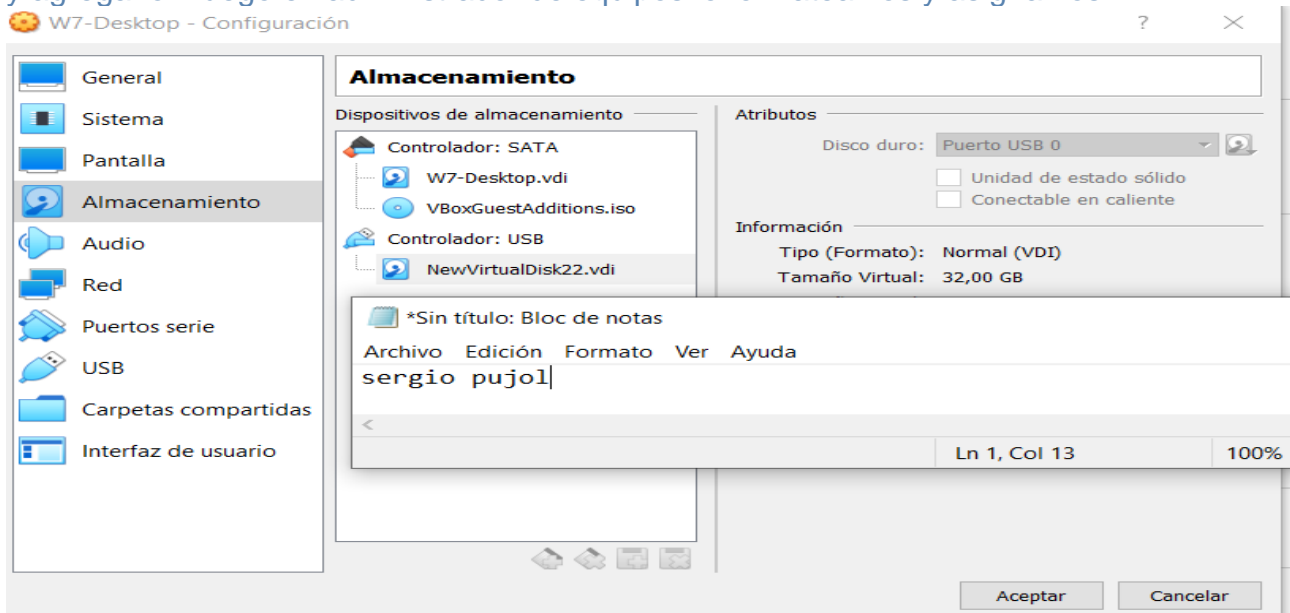 W7-Desktop - Configuración ? ×
General
Sistema
Pantalla
Almacenamiento
Audio
Red
Puertos serie
USB
Carpetas compartidas
Interfaz de usuario
Almacenamiento
Dispositivos de almacenamiento
Controlador: SATA
W7-Desktop.vdi
VBoxGuestAdditions.iso
Controlador: USB
NewVirtualDisk22.vdi
Atributos
Disco duro: Puerto USB 0
Unidad de estado sólido
Conectable en caliente
Información
Tipo (Formato): Normal (VDI)
Tamaño Virtual: 32,00 GB
*Sin título: Bloc de notas
Archivo Edición Formato Ver Ayuda
sergio pujol
Ln 1, Col 13 100%
Aceptar Cancelar